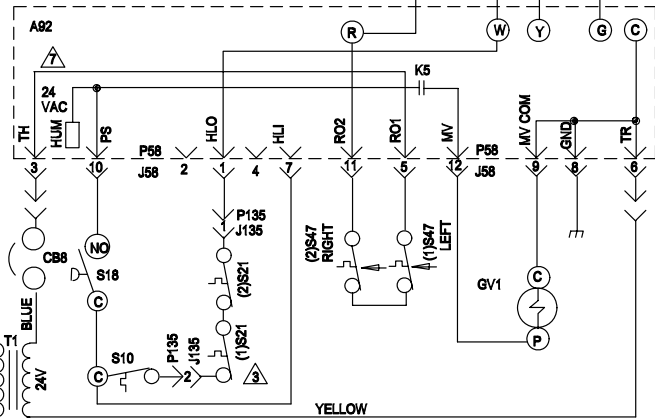 A92
R
W
Y
G
C
7
K5
24
VAC
TH
HUM
PS
HLO
HLI
RO2
RO1
MV
MV COM
GND
TR
P58
P58
3
10
J58
2
1
4
7
11
5
12
J58
9
8
6
P135
J135
CB8
NO
S18
C
(2)S21
(2)S47
RIGHT
(1)S47
LEFT
GV1
C
P
BLUE
T1
24V
S10
C
P135
2
J135
(1)S21
3
YELLOW